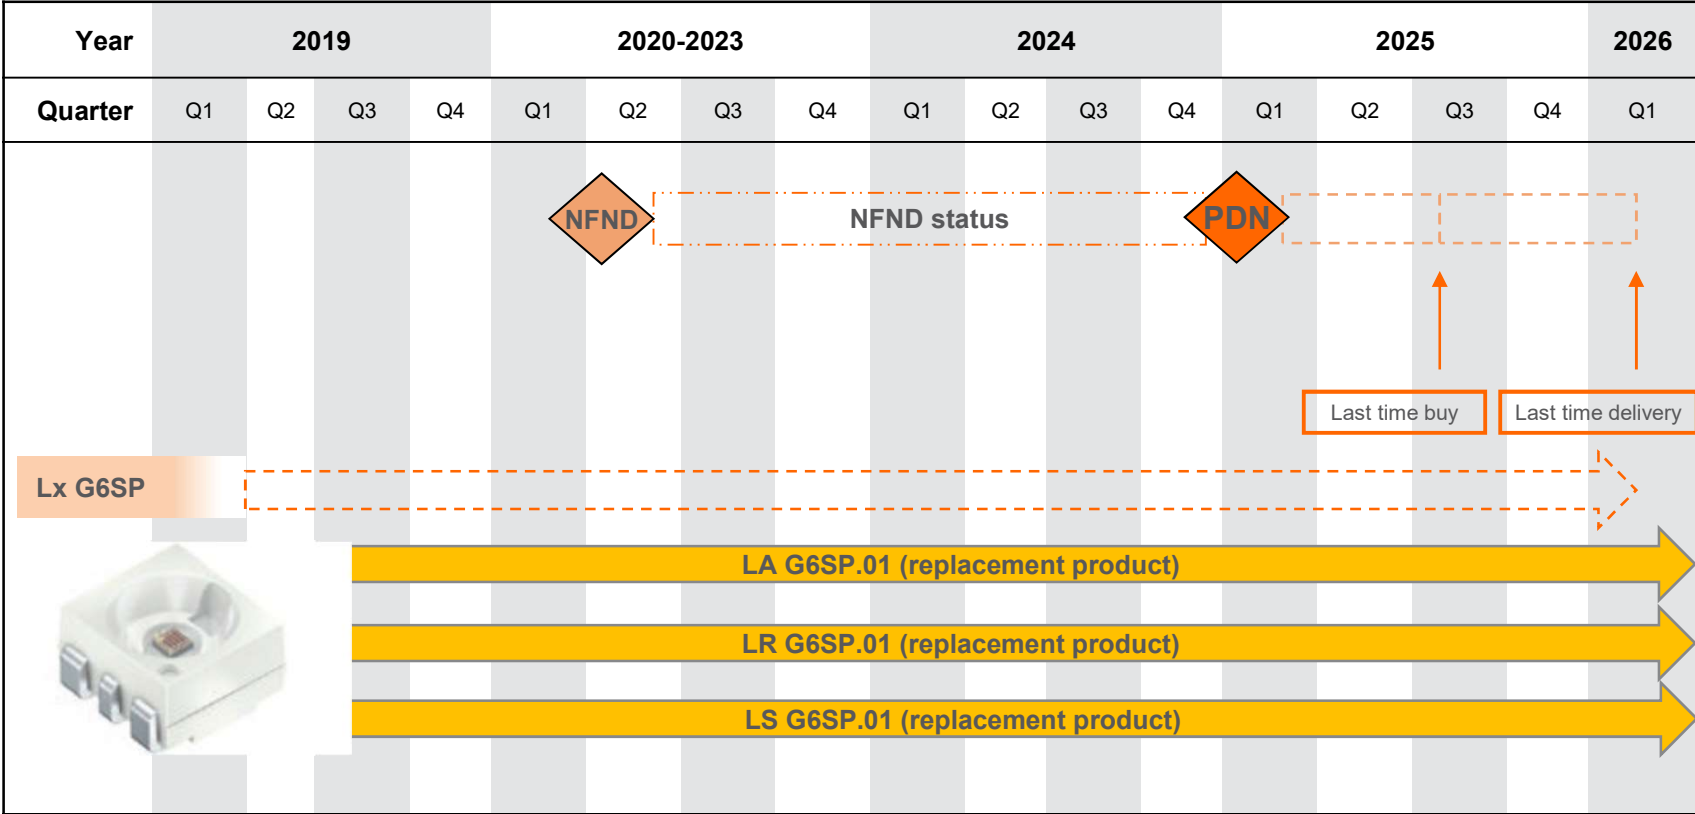 Year 2019 2020-2023 2024 2025 2026
Quarter Q1 Q2 Q3 Q4 Q1 Q2 Q3 Q4 Q1 Q2 Q3 Q4 Q1 Q2 Q3 Q4 Q1
NFND NFND status PDN
Last time buy Last time delivery
Lx G6SP
LA G6SP.01 (replacement product)
LR G6SP.01 (replacement product)
LS G6SP.01 (replacement product)